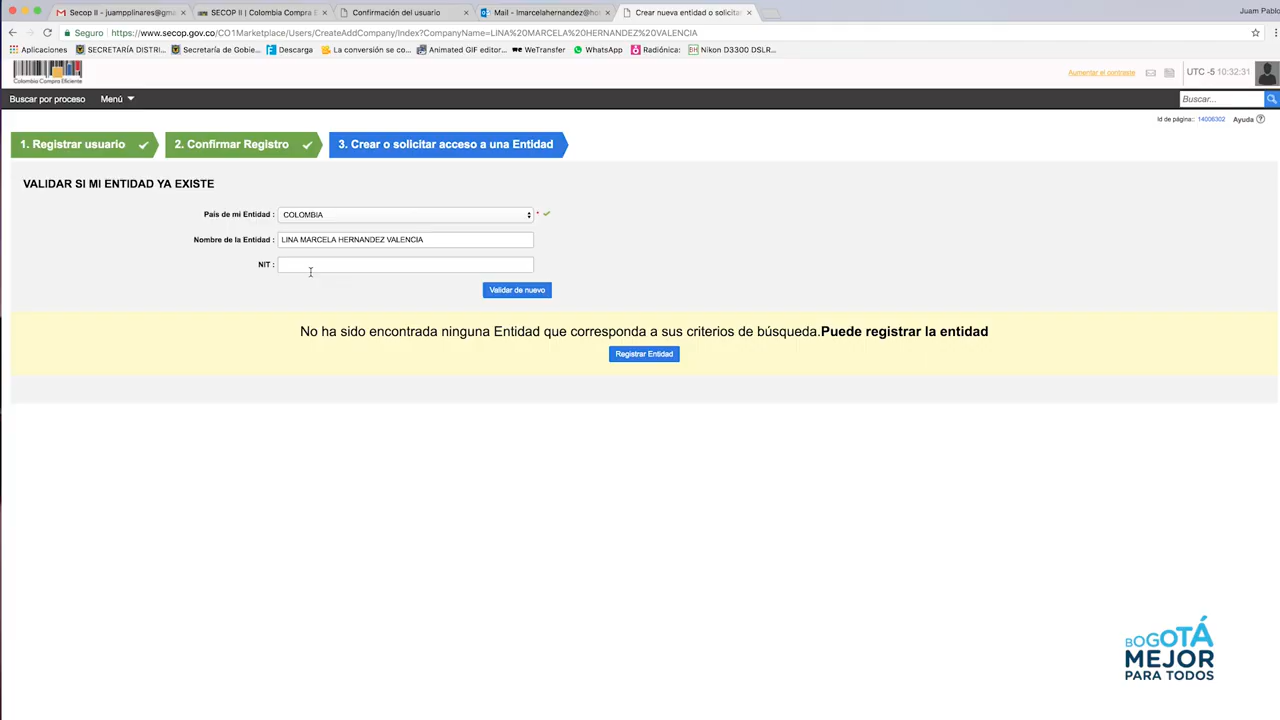 Secop II - juampplinares@gma
SECOP II | Colombia Compra E
Confirmación del usuario
Mail - lmarcelahernandez@ho
Crear nueva entidad o solicita
Juam Pablo
Seguro
https://www.secop.gov.co/CO1Marketplace/Users/CreateAddCompany/Index?CompanyName=LINA%20MARCELA%20HERNANDEZ%20VALENCIA
Aplicaciones
SECRETARÍA DISTRI...
Secretaría de Gobie...
Descarga
La conversión se co...
Animated GIF editor...
WeTransfer
WhatsApp
Radiónica:
Nikon D3300 DSLR...
Colombia Compra Eficiente
Aumentar el contraste
UTC -5 10:32:31
Buscar por proceso
Menú
Buscar...
Id de página: 14006302 Ayuda
1. Registrar usuario
2. Confirmar Registro
3. Crear o solicitar acceso a una Entidad
VALIDAR SI MI ENTIDAD YA EXISTE
País de mi Entidad : COLOMBIA *
Nombre de la Entidad : LINA MARCELA HERNANDEZ VALENCIA
NIT :
Validar de nuevo
No ha sido encontrada ninguna Entidad que corresponda a sus criterios de búsqueda.Puede registrar la entidad
Registrar Entidad
BOGOTÁ
MEJOR
PARA TODOS